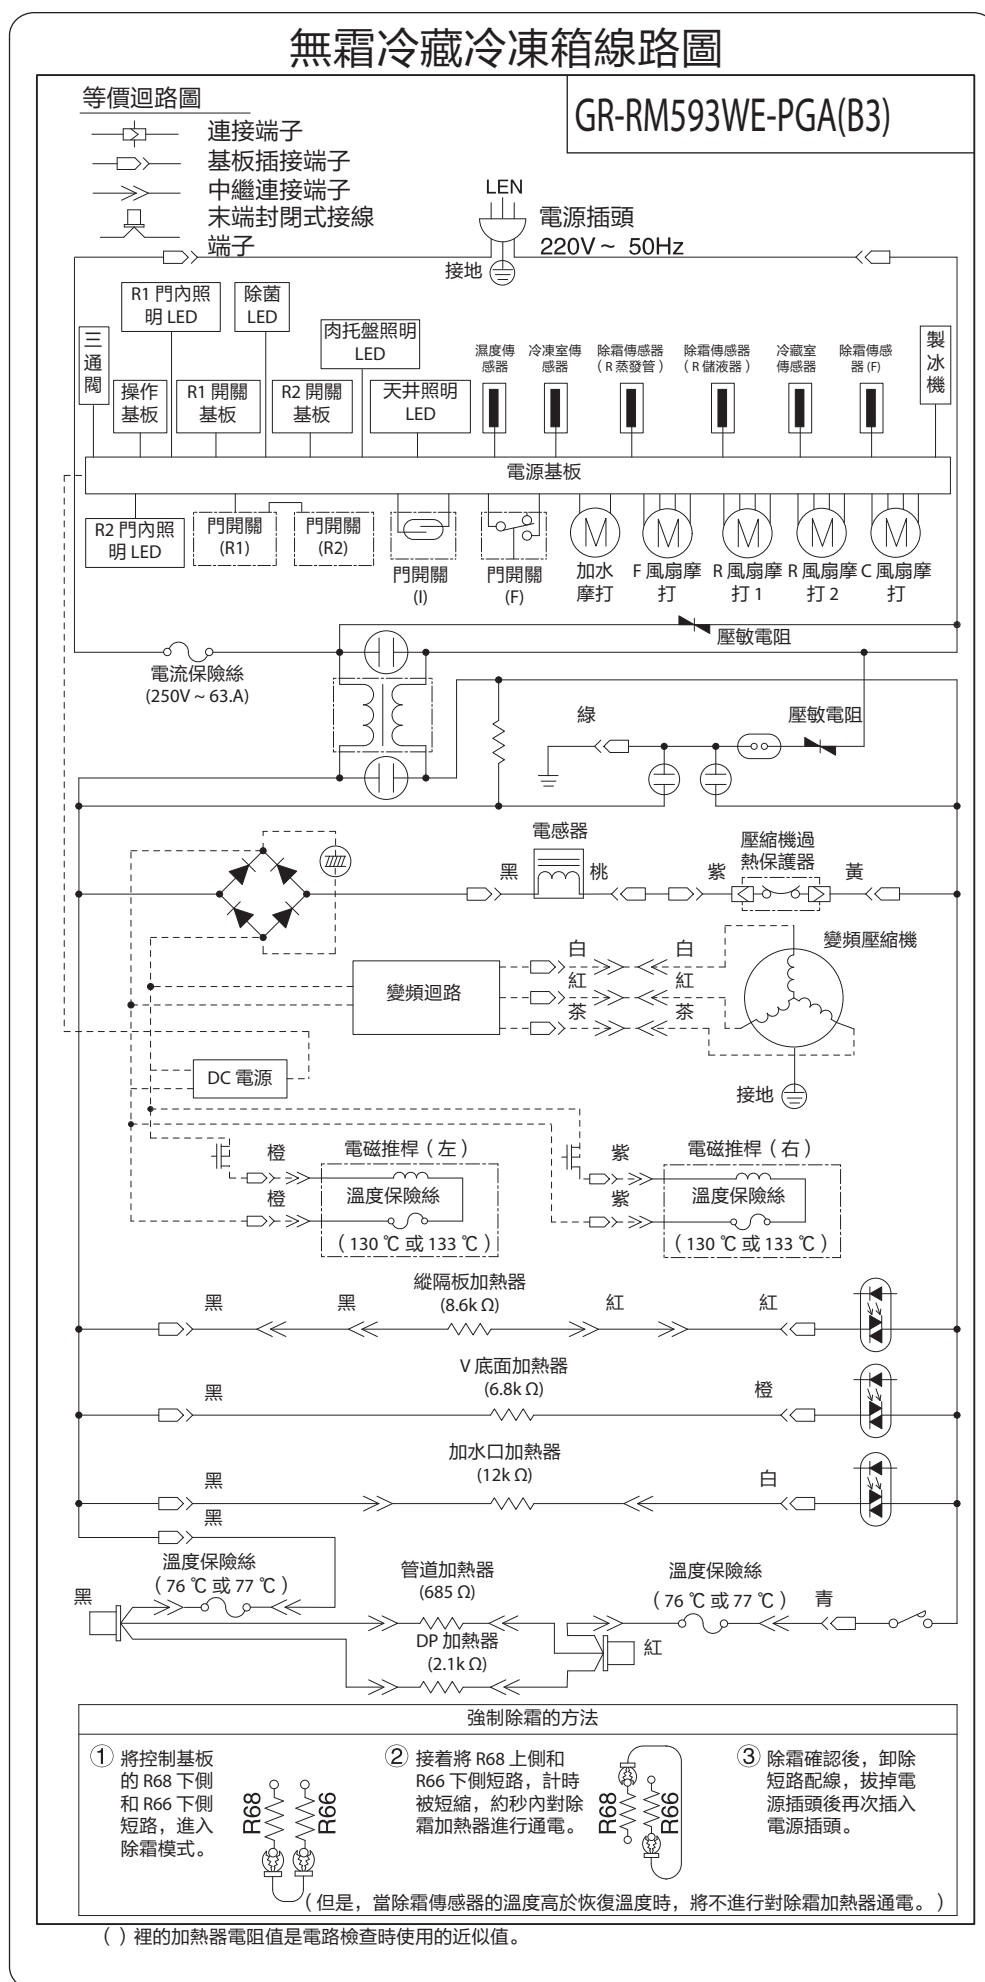 無霜冷藏冷凍箱線路圖
等價迴路圖
GR-RM593WE-PGA(B3)
連接端子
基板插接端子
中繼連接端子
末端封閉式接線
端子
LEN
電源插頭
220V～ 50Hz
接地
R1 門內照
明 LED
除菌
LED
肉托盤照明
LED
三通閥
操作
基板
R1 開關
基板
R2 開關
基板
天井照明
LED
濕度傳
感器
冷凍室傳
感器
除霜傳感器
（R 蒸發管）
除霜傳感器
（R 儲液器）
冷藏室
傳感器
除霜傳感
器 (F)
製冰機
電源基板
R2 門內照
明 LED
門開關
(R1)
門開關
(R2)
門開關
(I)
門開關
(F)
M
M
M
M
M
加水
摩打
F 風扇摩
打
R 風扇摩
打 1
R 風扇摩
打 2
C 風扇摩
打
壓敏電阻
電流保險絲
(250V ~ 63.A)
綠
壓敏電阻
電感器
黑
桃
壓縮機過
熱保護器
紫
黃
變頻迴路
白
白
紅
紅
茶
茶
變頻壓縮機
DC 電源
接地
橙
電磁推桿（左）
橙
溫度保險絲
（130 ℃ 或 133 ℃）
紫
電磁推桿（右）
紫
溫度保險絲
（130 ℃ 或 133 ℃）
縱隔板加熱器
(8.6k Ω)
黑
黑
紅
紅
V 底面加熱器
(6.8k Ω)
黑
橙
加水口加熱器
(12k Ω)
黑
白
黑
溫度保險絲
（76 ℃ 或 77 ℃）
黑
管道加熱器
(685 Ω)
DP 加熱器
(2.1k Ω)
溫度保險絲
（76 ℃ 或 77 ℃）
青
紅
強制除霜的方法
① 將控制基板
的 R68 下側
和 R66 下側
短路，進入
除霜模式。
R68
R66
② 接着將 R68 上側和
R66 下側短路，計時
被短縮，約秒內對除
霜加熱器進行通電。
R68
R66
③ 除霜確認後，卸除
短路配線，拔掉電
源插頭後再次插入
電源插頭。
（但是，當除霜傳感器的溫度高於恢復溫度時，將不進行對除霜加熱器通電。）
（ ）裡的加熱器電阻值是電路檢查時使用的近似值。